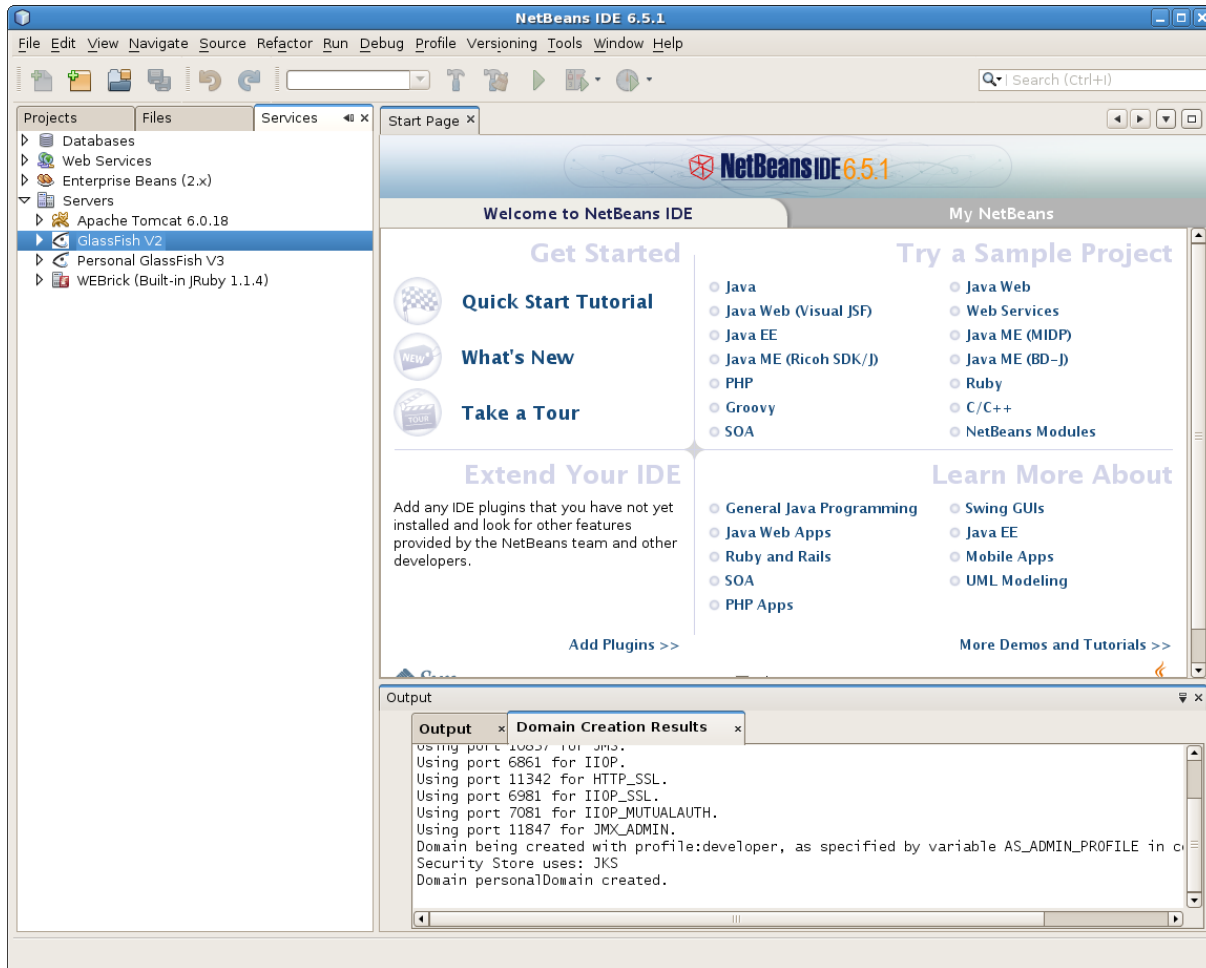 NetBeans IDE 6.5.1
File Edit View Navigate Source Refactor Run Debug Profile Versioning Tools Window Help
Search (Ctrl+I)
Projects Files Services
Databases
Web Services
Enterprise Beans (2.x)
Servers
Apache Tomcat 6.0.18
GlassFish V2
Personal GlassFish V3
WEBrick (Built-in JRuby 1.1.4)
Start Page
NetBeans IDE 6.5.1
Welcome to NetBeans IDE
My NetBeans
Get Started
Quick Start Tutorial
NEW
What's New
TOUR
Take a Tour
Try a Sample Project
Java
Java Web (Visual JSF)
Java EE
Java ME (Ricoh SDK/J)
PHP
Groovy
SOA
Java Web
Web Services
Java ME (MIDP)
Java ME (BD-J)
Ruby
C/C++
NetBeans Modules
Extend Your IDE
Add any IDE plugins that you have not yet
installed and look for other features
provided by the NetBeans team and other
developers.
Add Plugins >>
Learn More About
General Java Programming
Java Web Apps
Ruby and Rails
SOA
PHP Apps
Swing GUIs
Java EE
Mobile Apps
UML Modeling
More Demos and Tutorials >>
Output
Output Domain Creation Results
Using port 10857 for JMS.
Using port 6861 for IIOP.
Using port 11342 for HTTP_SSL.
Using port 6981 for IIOP_SSL.
Using port 7081 for IIOP_MUTUALAUTH.
Using port 11847 for JMX_ADMIN.
Domain being created with profile:developer, as specified by variable AS_ADMIN_PROFILE in
Security Store uses: JKS
Domain personalDomain created.